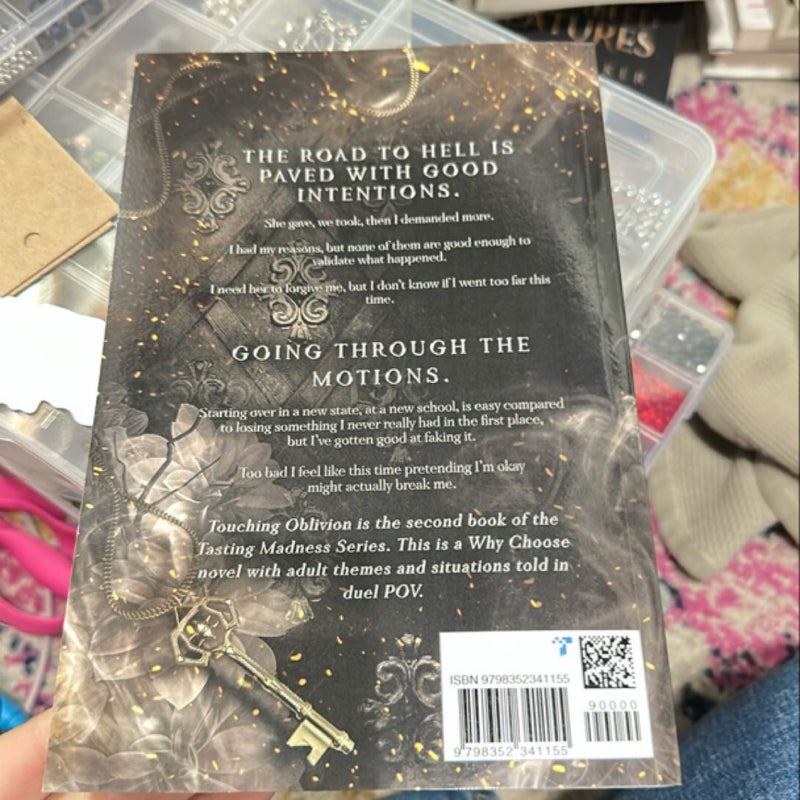 TURES
KER
THE ROAD TO HELL IS
PAVED WITH GOOD
INTENTIONS.
She gave, we took, then I demanded more.
I had my reasons, but none of them are good enough to
validate what happened.
I need her to forgive me, but I don't know if I went too far this
time.
GOING THROUGH THE
MOTIONS.
Starting over in a new state, at a new school, is easy compared
to losing something I never really had in the first place,
but I've gotten good at faking it.
Too bad I feel like this time pretending I'm okay
might actually break me.
Touching Oblivion is the second book of the
Tasting Madness Series. This is a Why Choose
novel with adult themes and situations told in
duel POV.
ISBN 9798352341155
90000
9 798352 341155